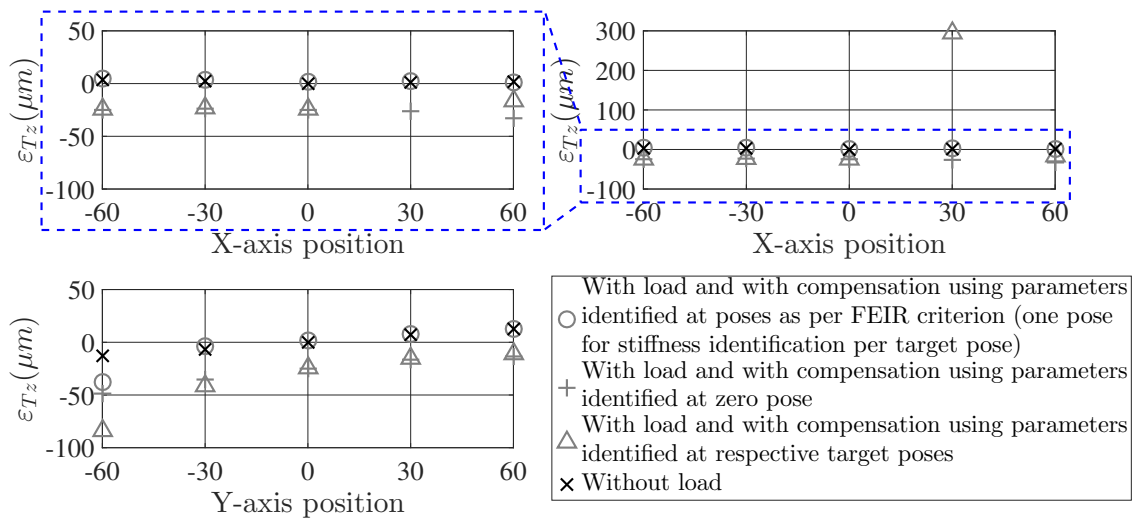 50
0
-50
-100
-60 -30 0 30 60
ε_{Tz}(μm)
X-axis position
300
200
100
0
-100
-60 -30 0 30 60
ε_{Tz}(μm)
X-axis position
50
0
-50
-100
-60 -30 0 30 60
ε_{Tz}(μm)
Y-axis position
With load and with compensation using parameters
identified at poses as per FEIR criterion (one pose
for stiffness identification per target pose)
With load and with compensation using parameters
identified at zero pose
With load and with compensation using parameters
identified at respective target poses
Without load